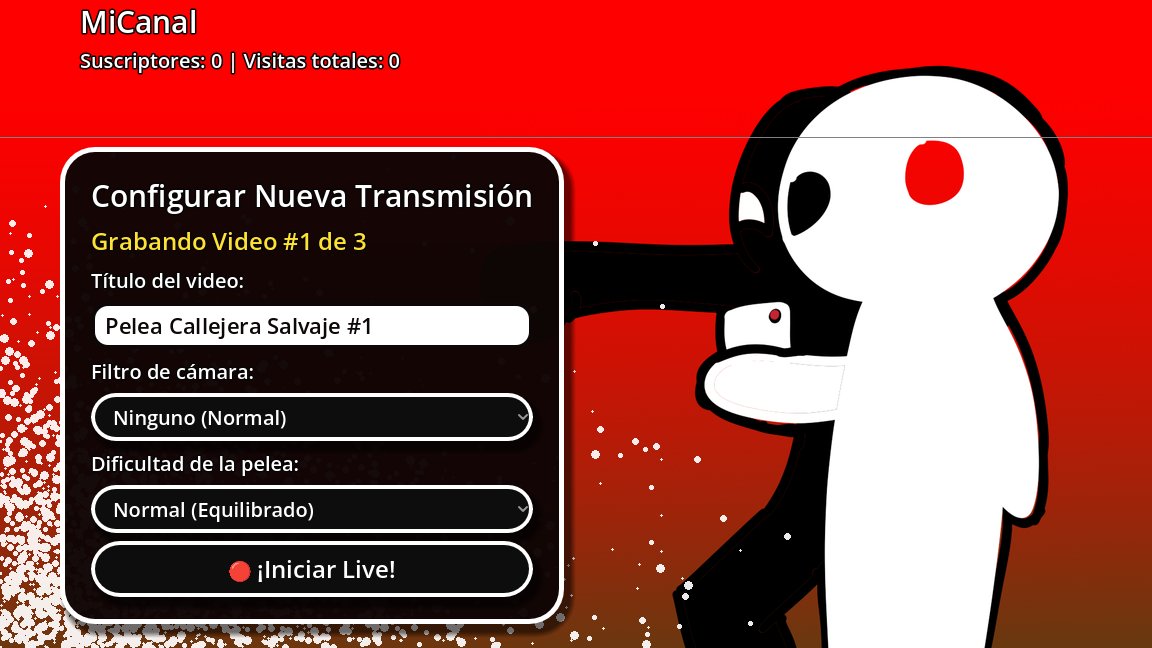 MiCanal
Suscriptores: 0 | Visitas totales: 0
Configurar Nueva Transmisión
Grabando Video #1 de 3
Título del video:
Pelea Callejera Salvaje #1
Filtro de cámara:
Ninguno (Normal)
Dificultad de la pelea:
Normal (Equilibrado)
🔴 ¡Iniciar Live!